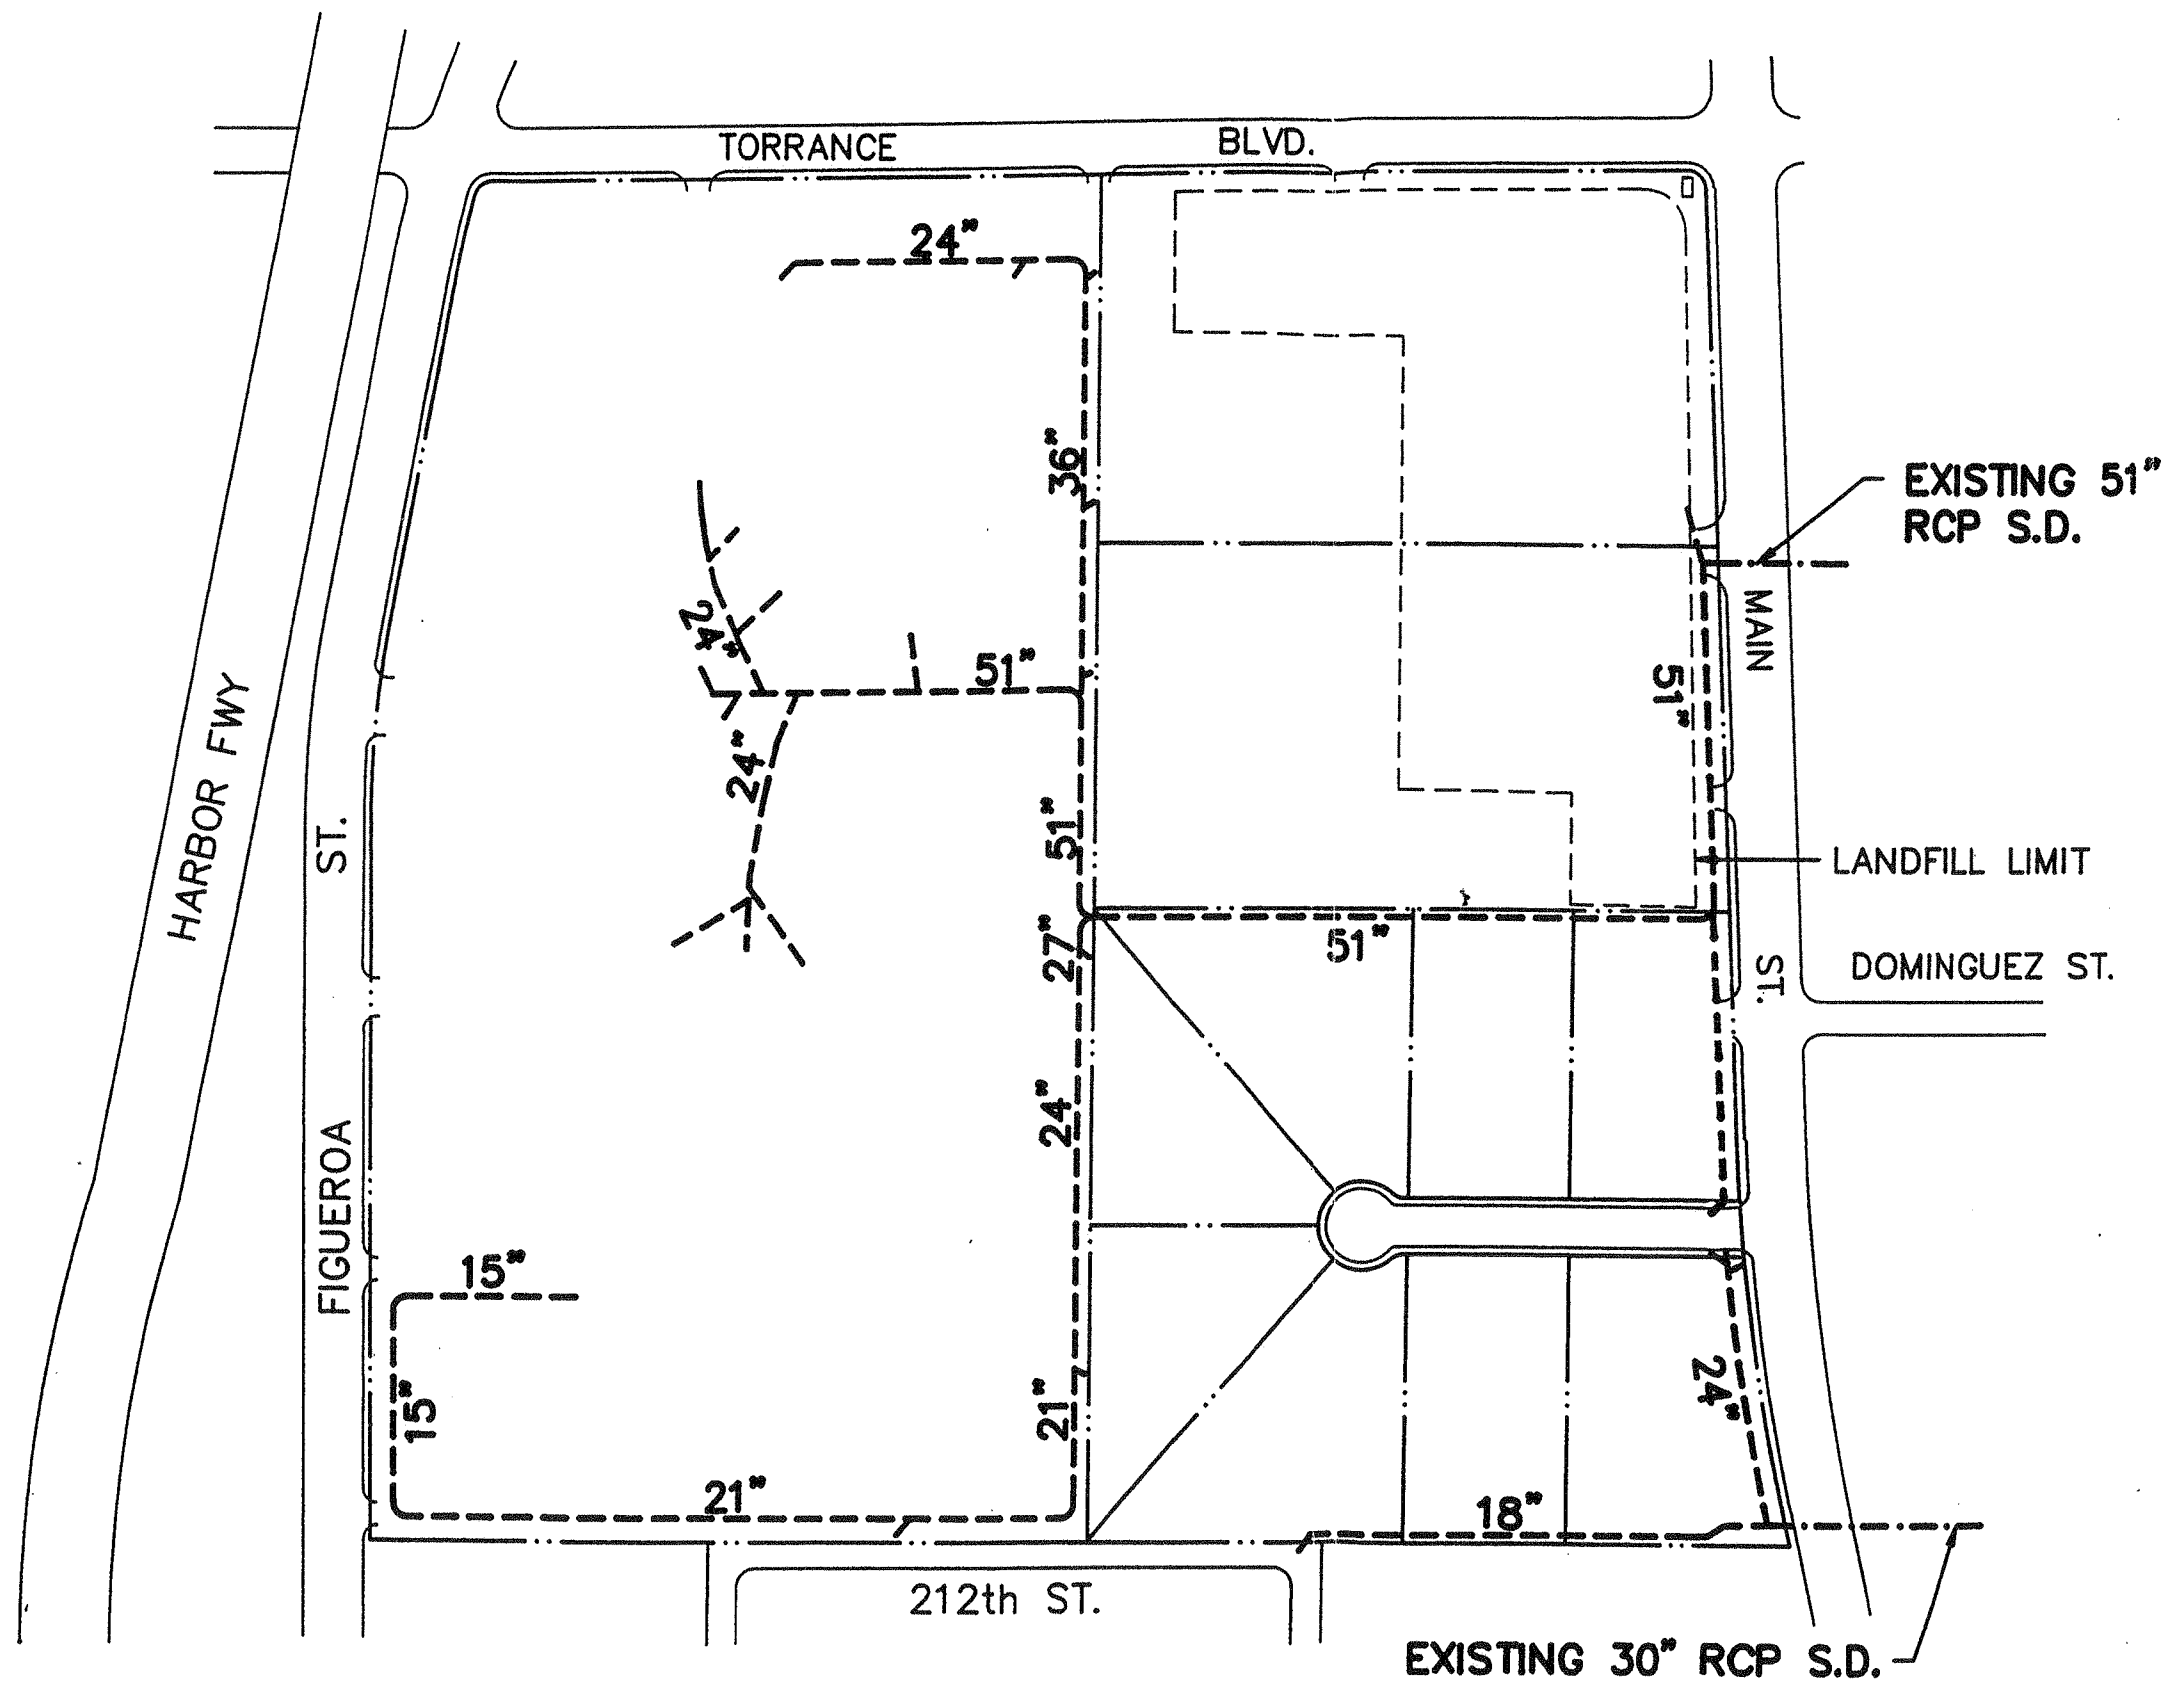 TORRANCE BLVD.
24"
36"
EXISTING 51"
RCP S.D.
MAIN
24"
51"
51"
HARBOR FWY
24"
ST.
51"
LANDFILL LIMIT
27"
51"
ST.
DOMINGUEZ ST.
24"
FIGUEROA
15"
15"
21"
24"
21"
18"
212th ST.
EXISTING 30" RCP S.D.